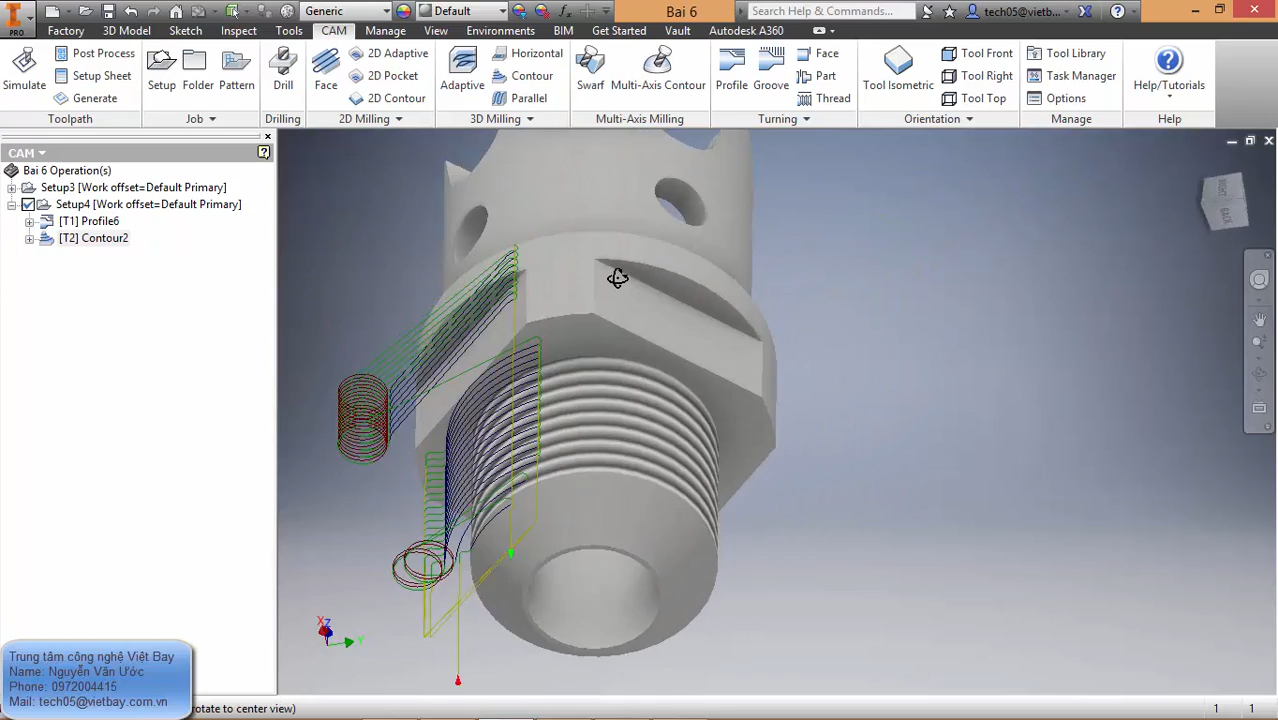 PRO
Generic
Default
Bai 6
Search Help & Commands...
tech05@vietb...
Factory 3D Model Sketch Inspect Tools CAM Manage View Environments BIM Get Started Vault Autodesk A360
Simulate
Post Process
Setup Sheet
Generate
Toolpath
Setup
Folder
Pattern
Job
Drill
Drilling
Face
2D Adaptive
2D Pocket
2D Contour
2D Milling
Adaptive
Horizontal
Contour
Parallel
3D Milling
Swarf
Multi-Axis Contour
Multi-Axis Milling
Profile
Groove
Face
Part
Thread
Turning
Tool Isometric
Tool Front
Tool Right
Tool Top
Orientation
Tool Library
Task Manager
Options
Manage
Help/Tutorials
Help
CAM
Bai 6 Operation(s)
Setup3 [Work offset=Default Primary]
Setup4 [Work offset=Default Primary]
[T1] Profile6
[T2] Contour2
RIGHT
BACK
X
Z
Y
Trung tâm công nghệ Việt Bay
Name: Nguyễn Văn Ước
Phone: 0972004415
Mail: tech05@vietbay.com.vn
rotate to center view)
1 1